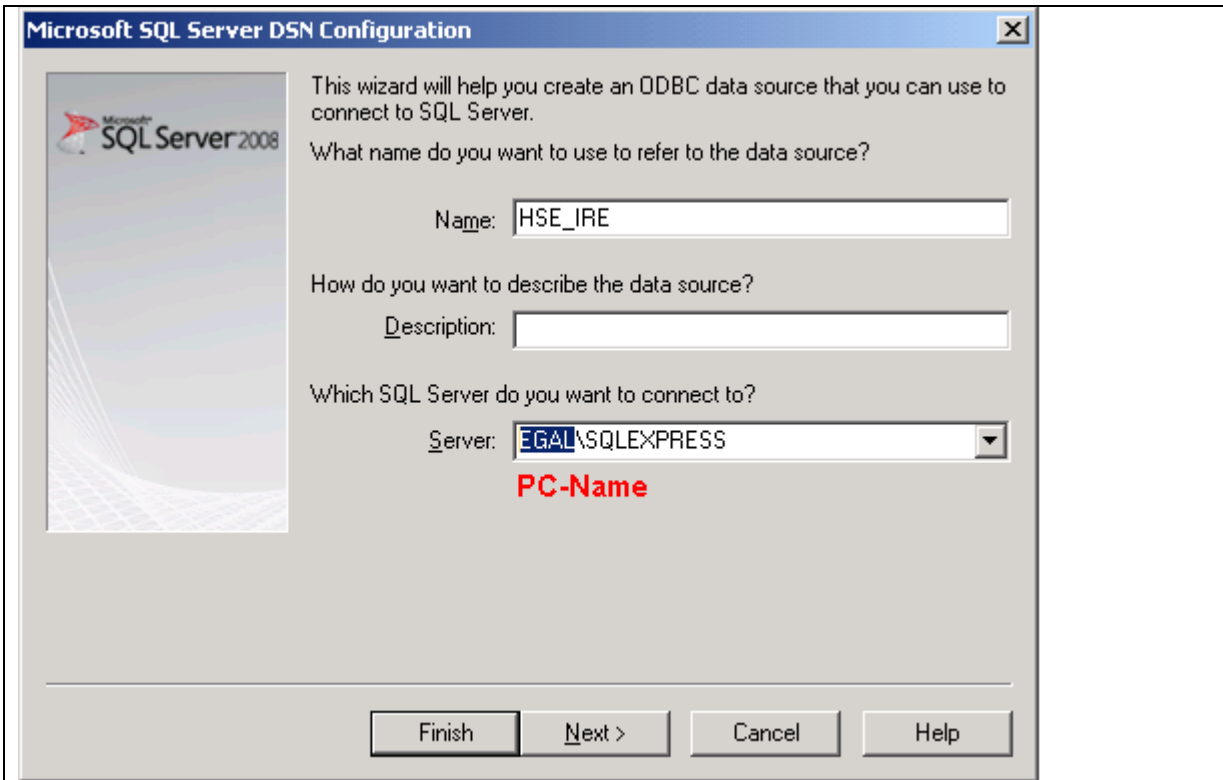 Microsoft SQL Server DSN Configuration
Microsoft
SQL Server 2008
This wizard will help you create an ODBC data source that you can use to
connect to SQL Server.
What name do you want to use to refer to the data source?
Name: HSE_IRE
How do you want to describe the data source?
Description:
Which SQL Server do you want to connect to?
Server: EGAL\SQLEXPRESS
PC-Name
Finish Next > Cancel Help